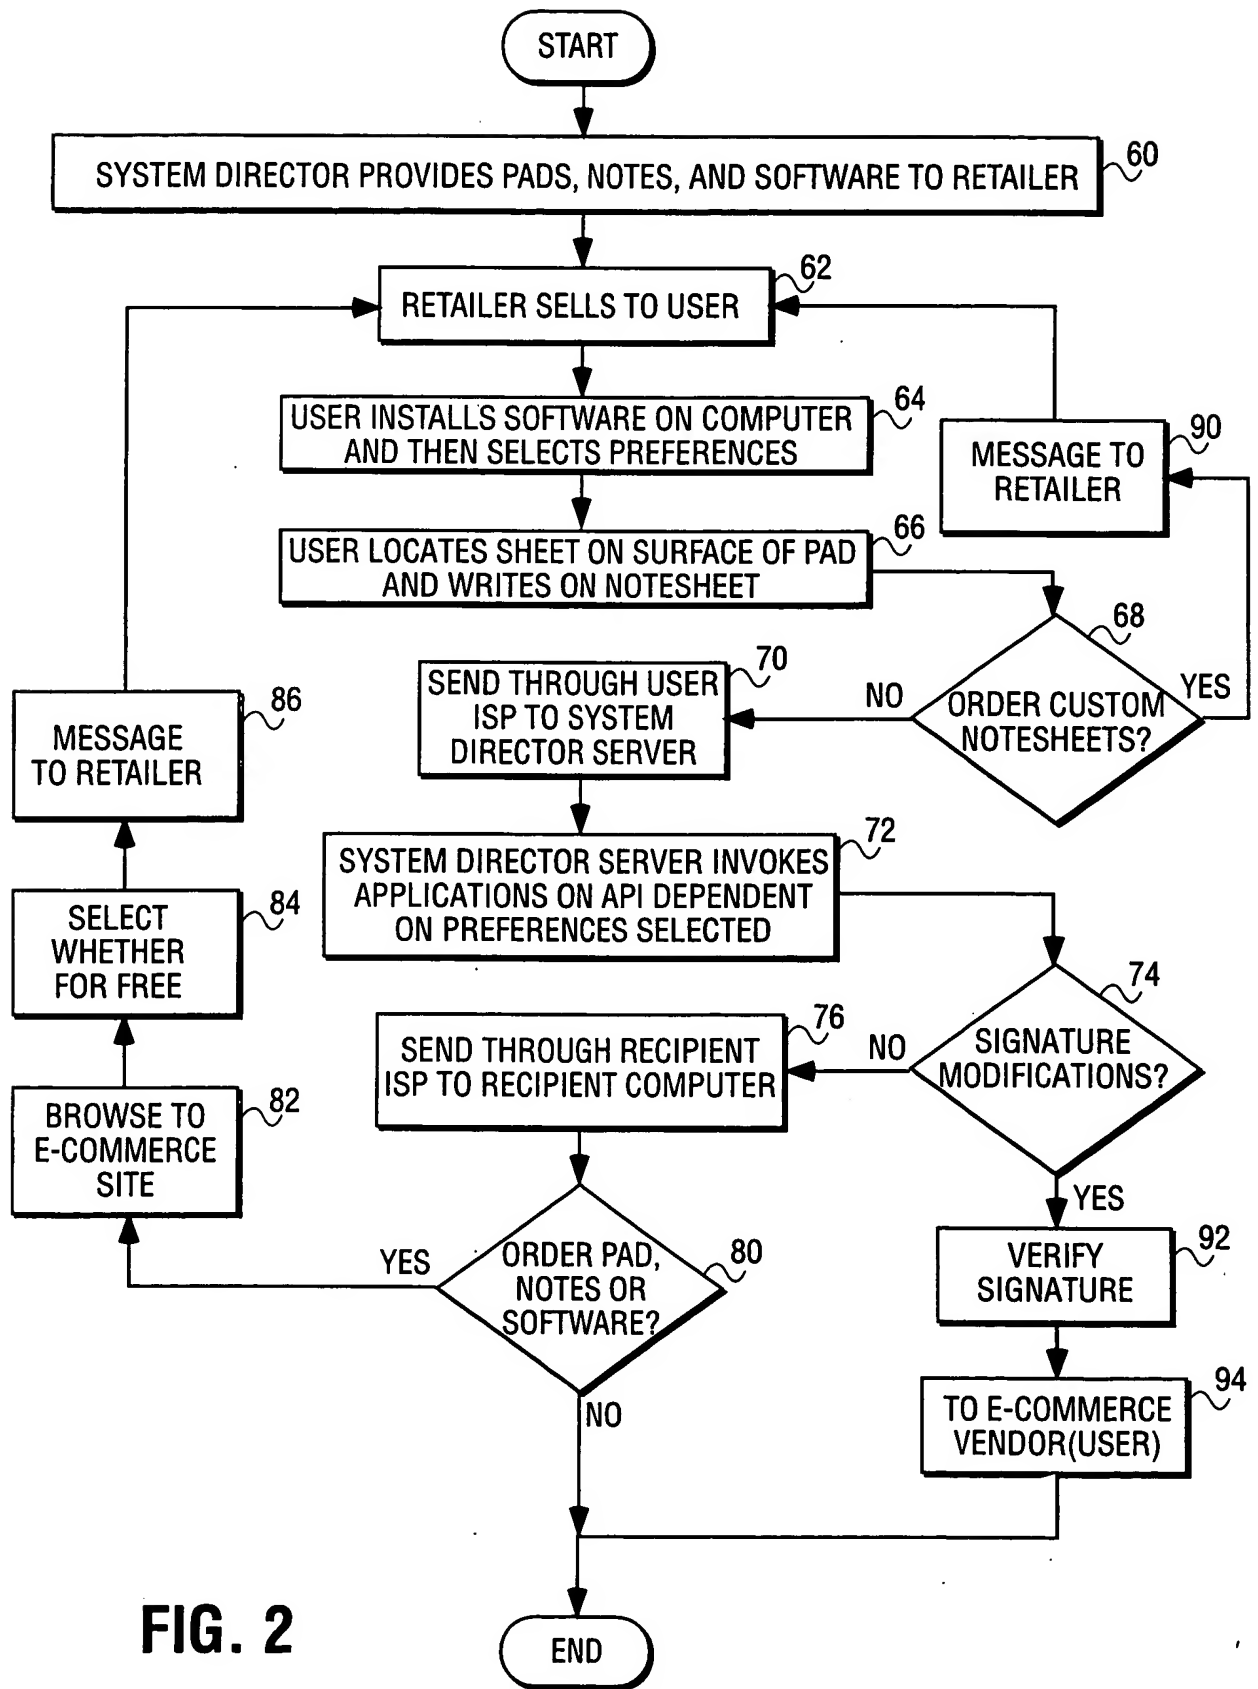 START
SYSTEM DIRECTOR PROVIDES PADS, NOTES, AND SOFTWARE TO RETAILER
60
RETAILER SELLS TO USER
62
USER INSTALLS SOFTWARE ON COMPUTER
AND THEN SELECTS PREFERENCES
64
MESSAGE TO
RETAILER
90
USER LOCATES SHEET ON SURFACE OF PAD
AND WRITES ON NOTESHEET
66
ORDER CUSTOM
NOTESHEETS?
68
YES
NO
SEND THROUGH USER
ISP TO SYSTEM
DIRECTOR SERVER
70
MESSAGE
TO RETAILER
86
SYSTEM DIRECTOR SERVER INVOKES
APPLICATIONS ON API DEPENDENT
ON PREFERENCES SELECTED
72
SELECT
WHETHER
FOR FREE
84
SIGNATURE
MODIFICATIONS?
74
NO
SEND THROUGH RECIPIENT
ISP TO RECIPIENT COMPUTER
76
BROWSE TO
E-COMMERCE
SITE
82
YES
VERIFY
SIGNATURE
92
YES
ORDER PAD,
NOTES OR
SOFTWARE?
80
NO
TO E-COMMERCE
VENDOR(USER)
94
FIG. 2
END